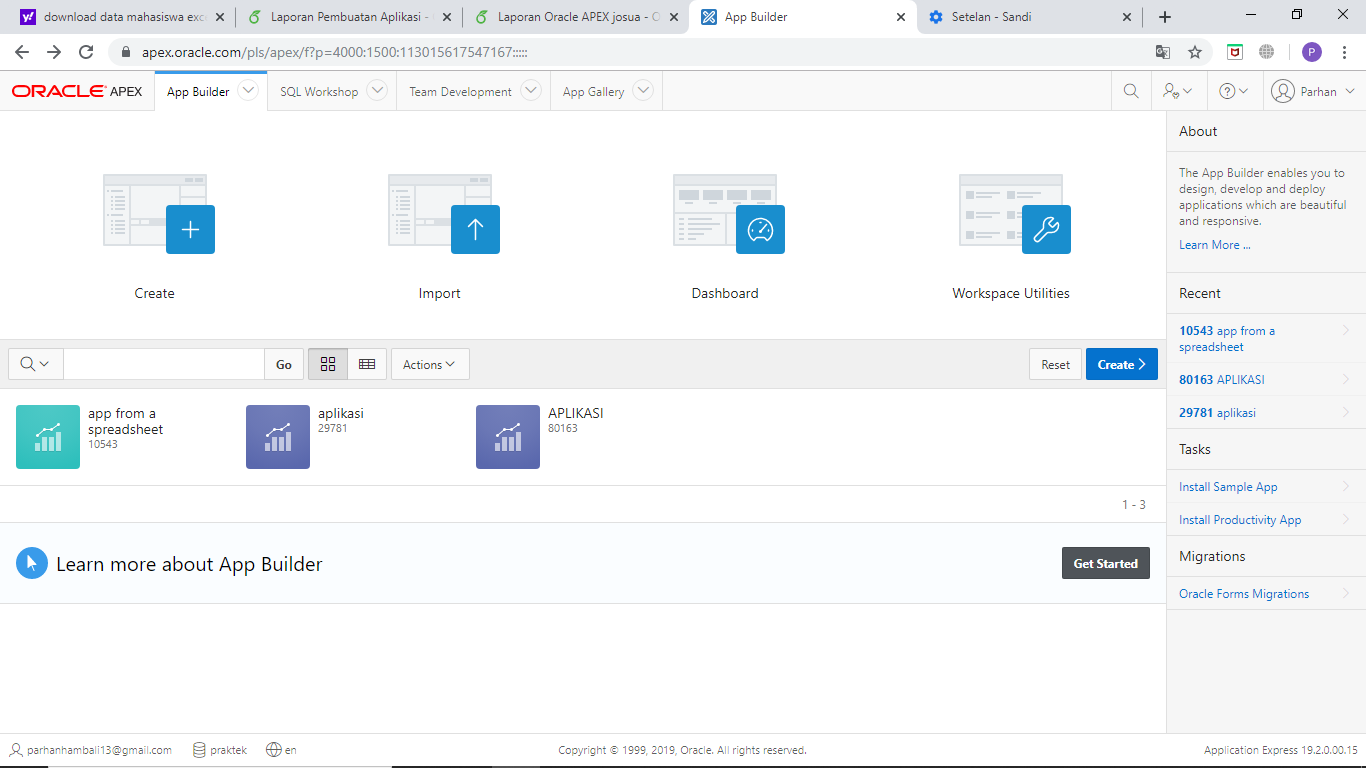 download data mahasiswa exc
Laporan Pembuatan Aplikasi -
Laporan Oracle APEX josua - O
App Builder
Setelan - Sandi
apex.oracle.com/pls/apex/f?p=4000:1500:113015617547167:::::
P
ORACLE APEX
App Builder
SQL Workshop
Team Development
App Gallery
Parhan
Create
Import
Dashboard
Workspace Utilities
Go
Actions
Reset
Create
app from a
spreadsheet
10543
aplikasi
29781
APLIKASI
80163
1 - 3
Learn more about App Builder
Get Started
About
The App Builder enables you to
design, develop and deploy
applications which are beautiful
and responsive.
Learn More ...
Recent
10543 app from a
spreadsheet
80163 APLIKASI
29781 aplikasi
Tasks
Install Sample App
Install Productivity App
Migrations
Oracle Forms Migrations
parhanhambali13@gmail.com
praktek
en
Copyright © 1999, 2019, Oracle. All rights reserved.
Application Express 19.2.0.00.15